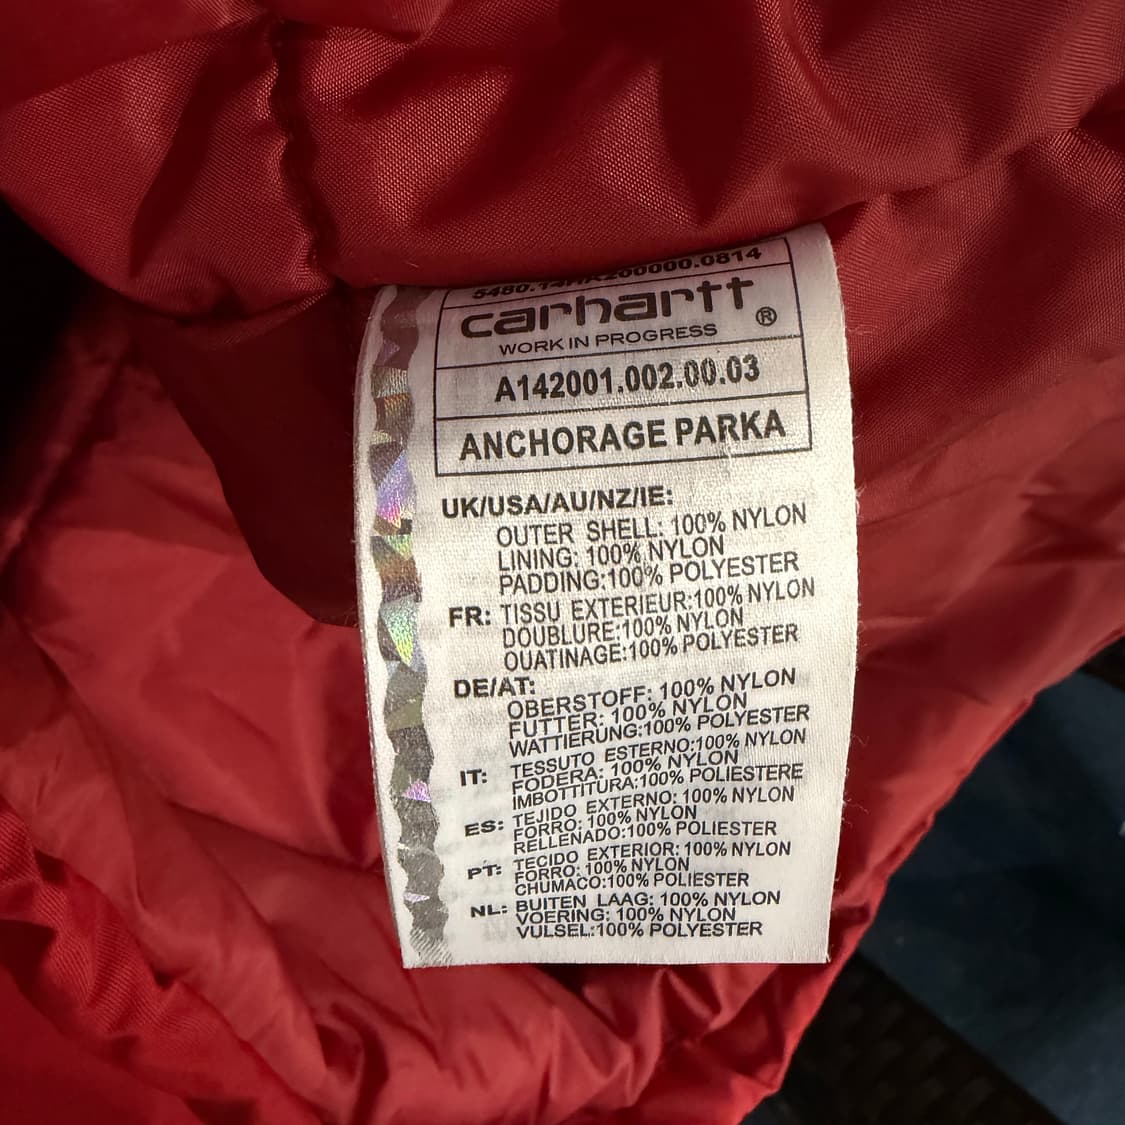 5480.14HK200000.0814
carhartt®
WORK IN PROGRESS
A142001.002.00.03
ANCHORAGE PARKA
UK/USA/AU/NZ/IE:
OUTER SHELL: 100% NYLON
LINING: 100% NYLON
PADDING:100% POLYESTER
FR: TISSU EXTERIEUR:100% NYLON
DOUBLURE:100% NYLON
OUATINAGE:100% POLYESTER
DE/AT:
OBERSTOFF: 100% NYLON
FUTTER: 100% NYLON
WATTIERUNG:100% POLYESTER
IT: TESSUTO ESTERNO:100% NYLON
FODERA: 100% NYLON
IMBOTTITURA:100% POLIESTERE
ES: TEJIDO EXTERNO: 100% NYLON
FORRO: 100% NYLON
RELLENADO:100% POLIESTER
PT: TECIDO EXTERIOR: 100% NYLON
FORRO: 100% NYLON
CHUMACO:100% POLIESTER
NL: BUITEN LAAG: 100% NYLON
VOERING: 100% NYLON
VULSEL:100% POLYESTER